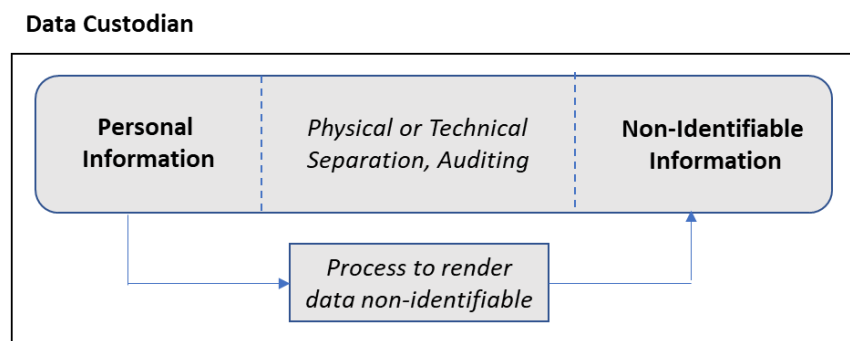 Data Custodian
Personal
Information
Physical or Technical
Separation, Auditing
Non-Identifiable
Information
Process to render
data non-identifiable